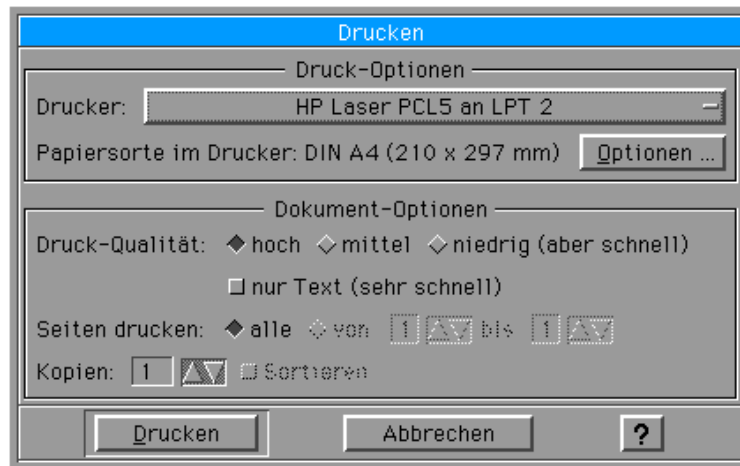 Drucken
Druck-Optionen
Drucker: HP Laser PCL5 an LPT 2
Papiersorte im Drucker: DIN A4 (210 x 297 mm) Optionen ...
Dokument-Optionen
Druck-Qualität: hoch mittel niedrig (aber schnell)
nur Text (sehr schnell)
Seiten drucken: alle von 1 bis 1
Kopien: 1 Sortieren
Drucken Abbrechen ?